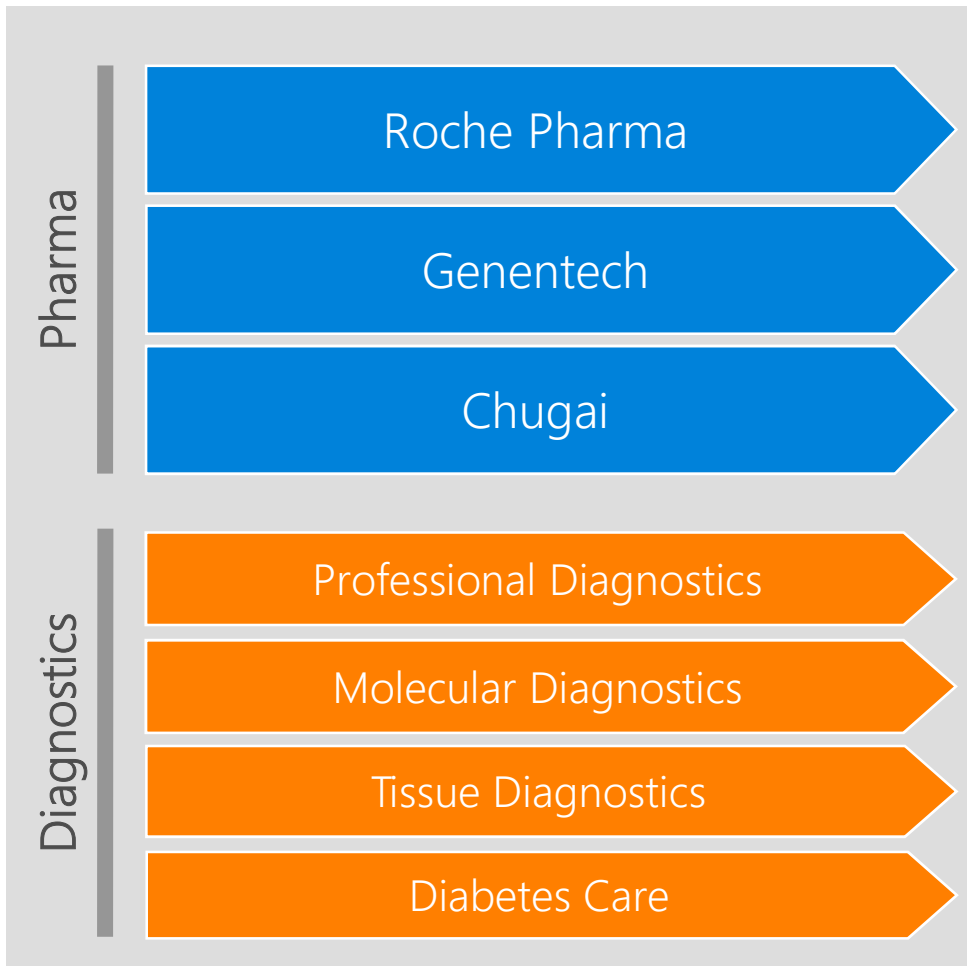 Pharma
Roche Pharma
Genentech
Chugai
Diagnostics
Professional Diagnostics
Molecular Diagnostics
Tissue Diagnostics
Diabetes Care